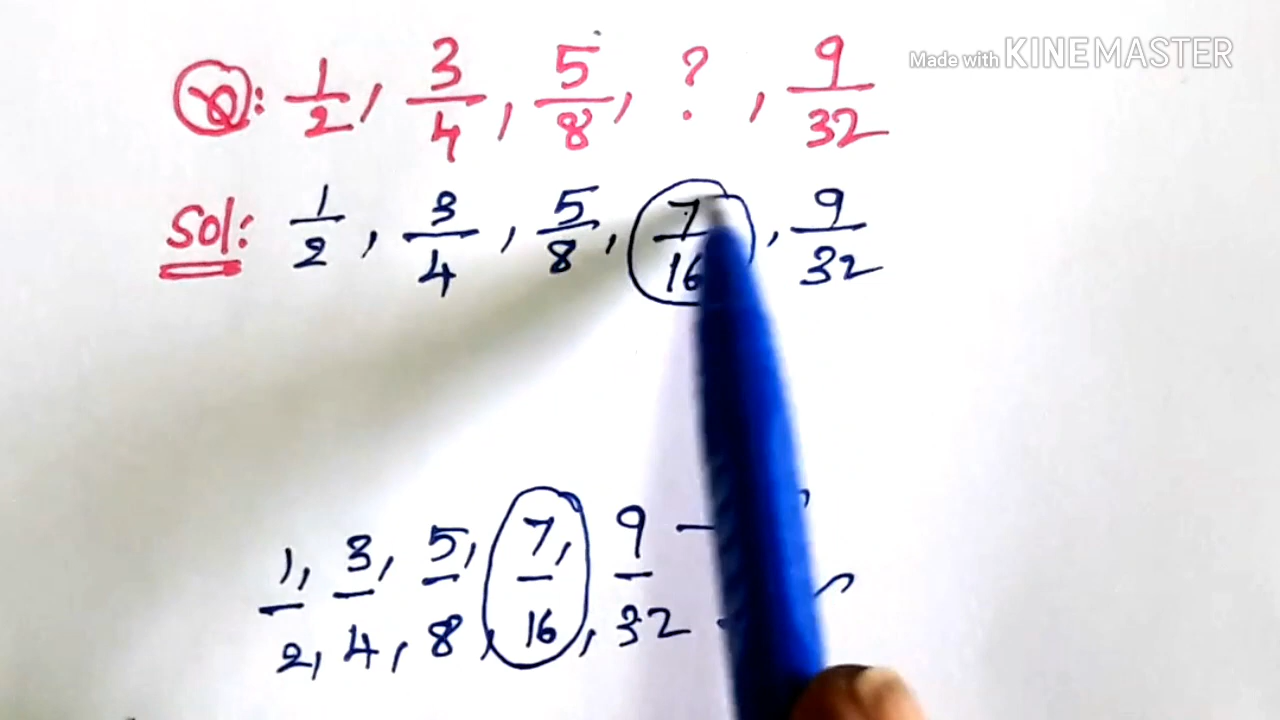 Made with KINEMASTER
Q: 1/2, 3/4, 5/8, ?, 9/32
Sol: 1/2, 3/4, 5/8, 7/16, 9/32
1, 3, 5, 7, 9 –
2, 4, 8, 16, 32 -